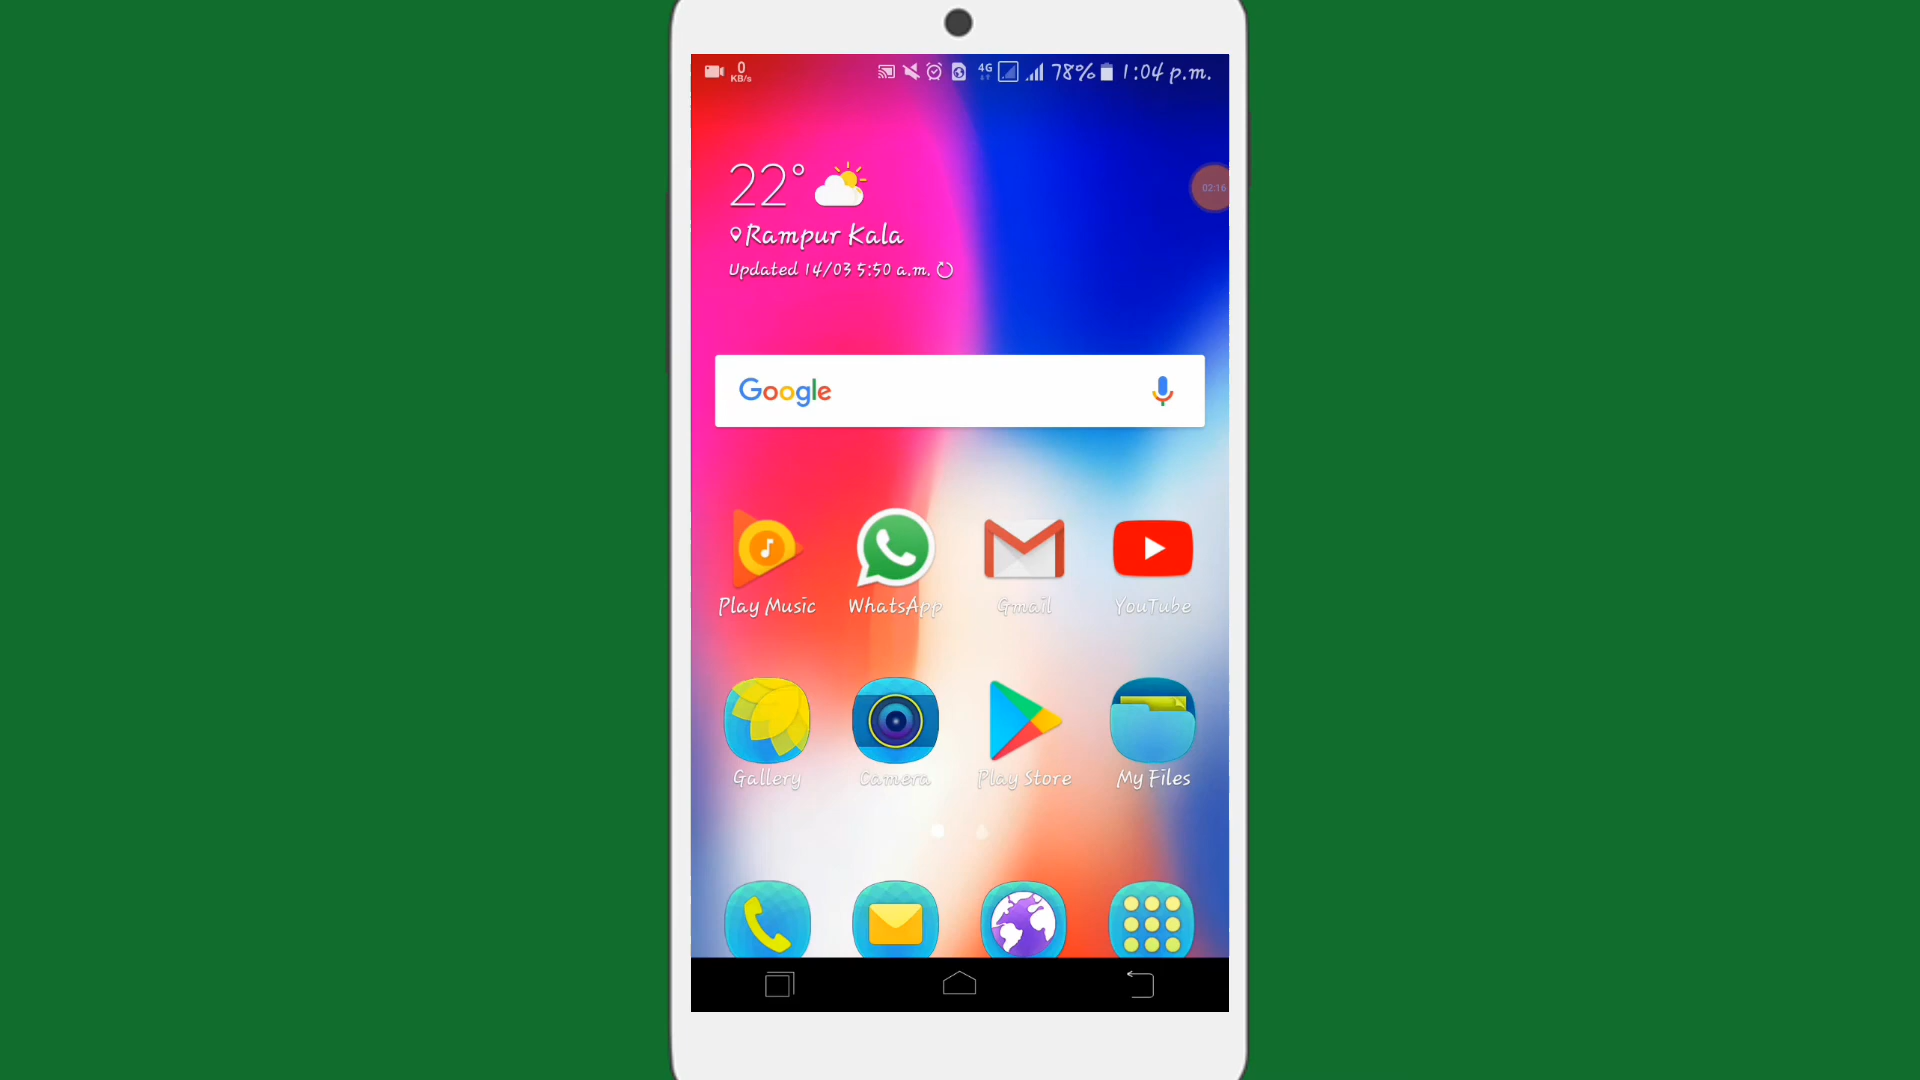 0
KB/s
4G
78%
1:04 p.m.
22°
02:16
Rampur Kala
Updated 14/03 5:50 a.m.
Google
Play Music
WhatsApp
Gmail
YouTube
Gallery
Camera
Play Store
My Files